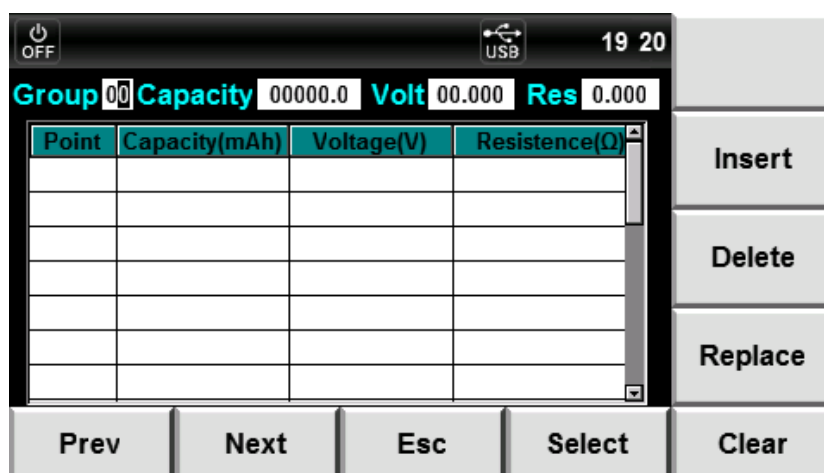 OFF USB 19 20
Group 00 Capacity 00000.0 Volt 00.000 Res 0.000
Point Capacity(mAh) Voltage(V) Resistence(Ω)
Insert
Delete
Replace
Prev Next Esc Select Clear